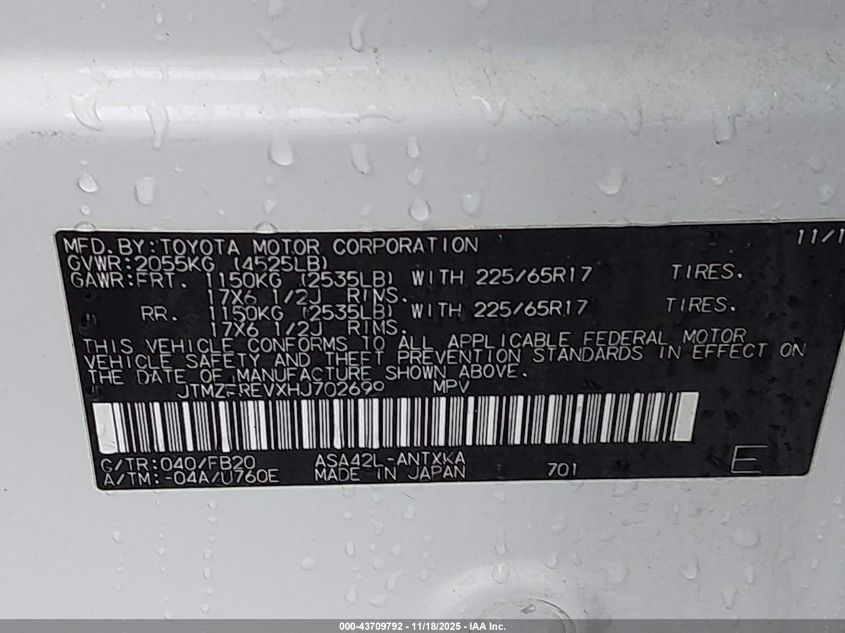 MFD. BY: TOYOTA MOTOR CORPORATION 11/1
GVWR: 2055KG (4525LB)
GAWR: FRT. 1150KG (2535LB) WITH 225/65R17 TIRES.
17X6 1/2J RIMS.
RR. 1150KG (2535LB) WITH 225/65R17 TIRES.
17X6 1/2J RIMS.
THIS VEHICLE CONFORMS TO ALL APPLICABLE FEDERAL MOTOR
VEHICLE SAFETY AND THEFT PREVENTION STANDARDS IN EFFECT ON
THE DATE OF MANUFACTURE SHOWN ABOVE.
MPV
C/TR: 040/FB20 ASA42L-ANTXKA
A/TM: -04A/U760E MADE IN JAPAN 701 E
000-43709792 - 11/18/2025 - IAA Inc.